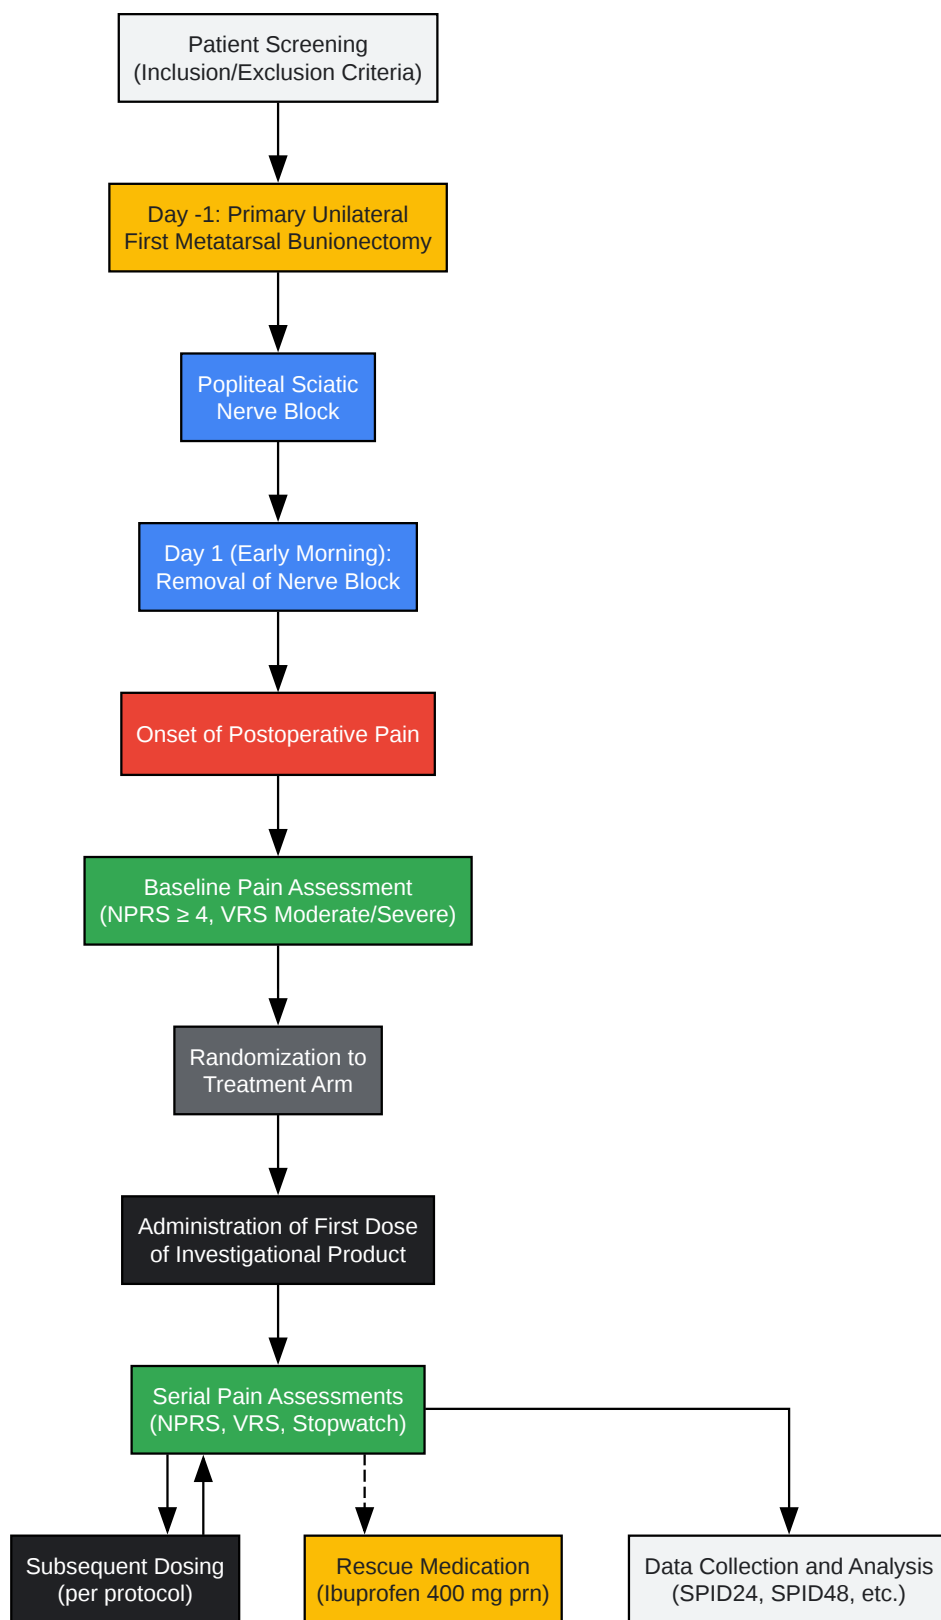 Patient Screening
(Inclusion/Exclusion Criteria)
Day -1: Primary Unilateral
First Metatarsal Bunionectomy
Popliteal Sciatic
Nerve Block
Day 1 (Early Morning):
Removal of Nerve Block
Onset of Postoperative Pain
Baseline Pain Assessment
(NPRS ≥ 4, VRS Moderate/Severe)
Randomization to
Treatment Arm
Administration of First Dose
of Investigational Product
Serial Pain Assessments
(NPRS, VRS, Stopwatch)
Subsequent Dosing
(per protocol)
Rescue Medication
(Ibuprofen 400 mg prn)
Data Collection and Analysis
(SPID24, SPID48, etc.)